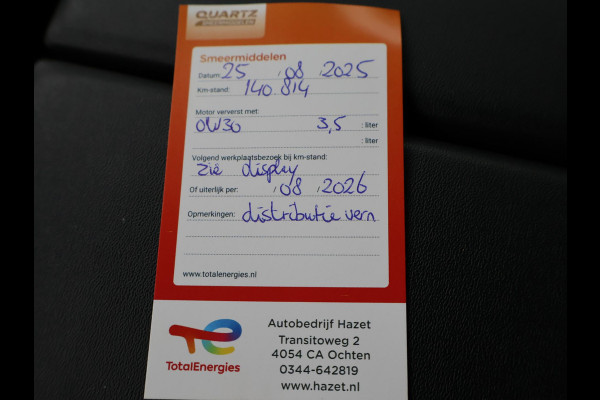 QUARTZ
SMEERMIDDELEN
Smeermiddelen
Datum: 25 / 08 / 2025
Km-stand: 140 814
Motor ververst met:
0W30 3,5 : liter
: liter
Volgend werkplaatsbezoek bij km-stand:
zie display
Of uiterlijk per: / 08 / 2026
Opmerkingen: distributie vern
www.totalenergies.nl
TotalEnergies
Autobedrijf Hazet
Transitoweg 2
4054 CA Ochten
0344-642819
www.hazet.nl